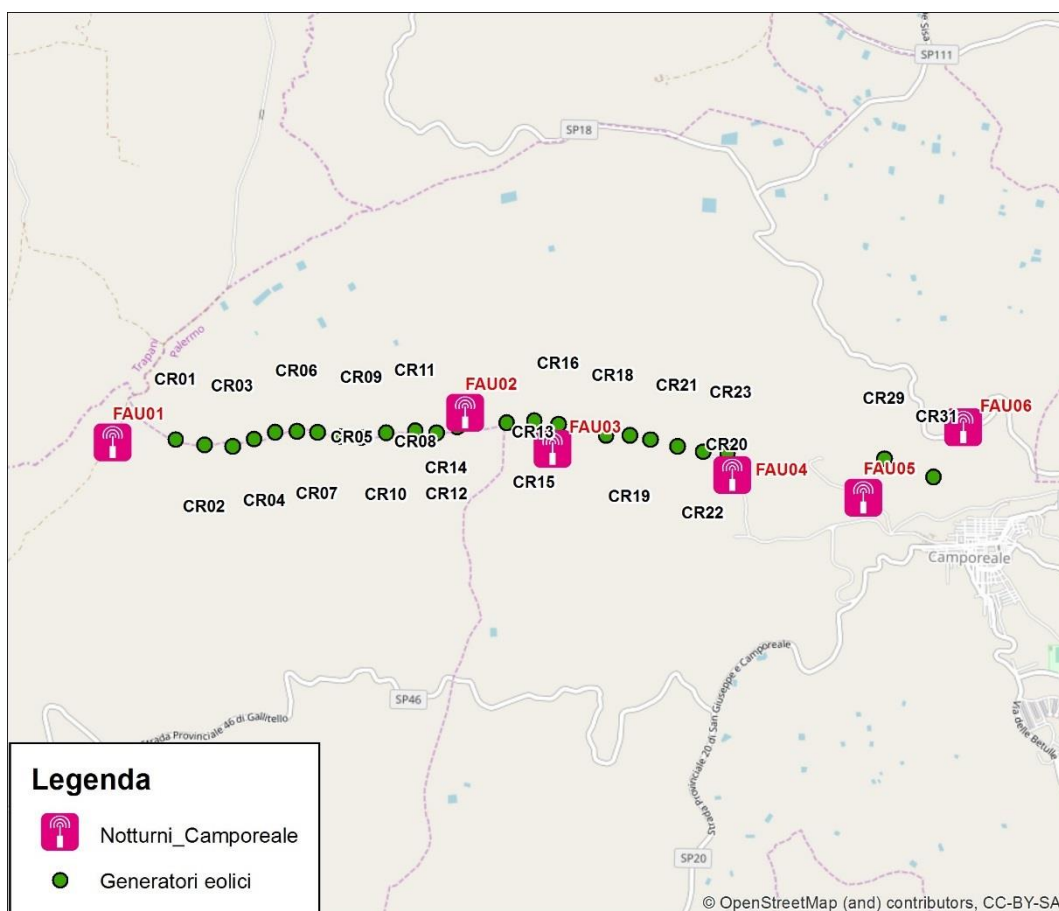 SP111
SP18
Trapani
Palermo
CR01
CR03
CR06
CR09
CR11
CR16
CR18
CR21
CR23
CR29
FAU01
FAU02
FAU03
FAU04
FAU05
FAU06
CR31
CR05
CR08
CR13
CR20
CR14
CR02
CR04
CR07
CR10
CR12
CR15
CR19
CR22
Camporeale
SP46
Strada Provinciale 46 di Gallitello
Strada Provinciale 20 di San Giuseppe e Camporeale
Via delle Betulle
SP20
Legenda
Notturni_Camporeale
Generatori eolici
© OpenStreetMap (and) contributors, CC-BY-SA